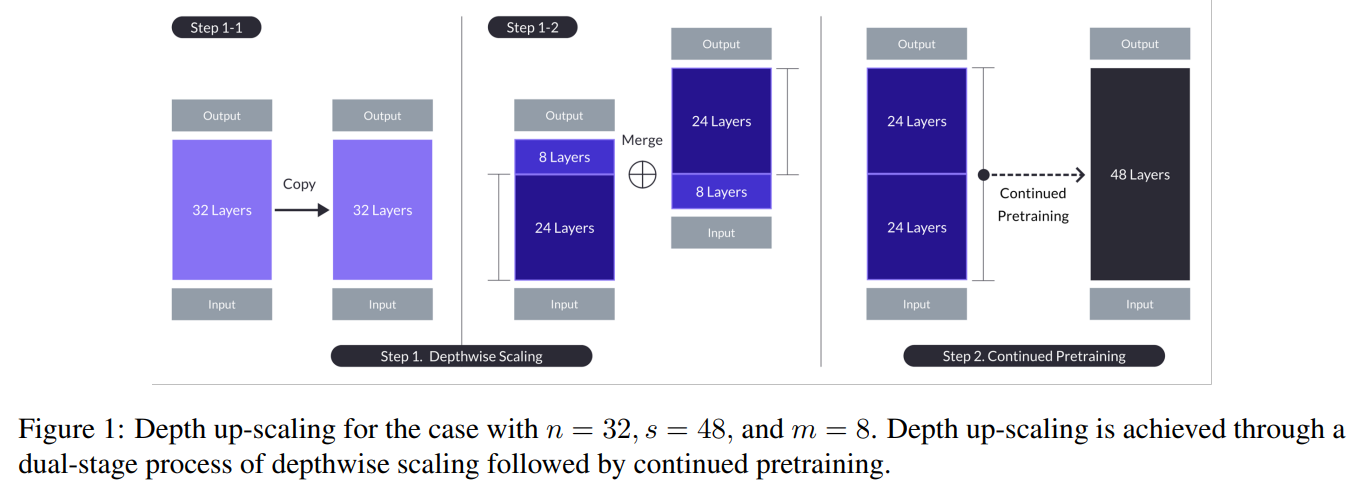 Step 1-1
Output
Output
32 Layers
Copy
32 Layers
Input
Input
Step 1-2
Output
8 Layers
24 Layers
Input
Merge
Output
24 Layers
8 Layers
Input
Step 1. Depthwise Scaling
Output
24 Layers
24 Layers
Input
Continued
Pretraining
Output
48 Layers
Input
Step 2. Continued Pretraining
Figure 1: Depth up-scaling for the case with n = 32, s = 48, and m = 8. Depth up-scaling is achieved through a
dual-stage process of depthwise scaling followed by continued pretraining.